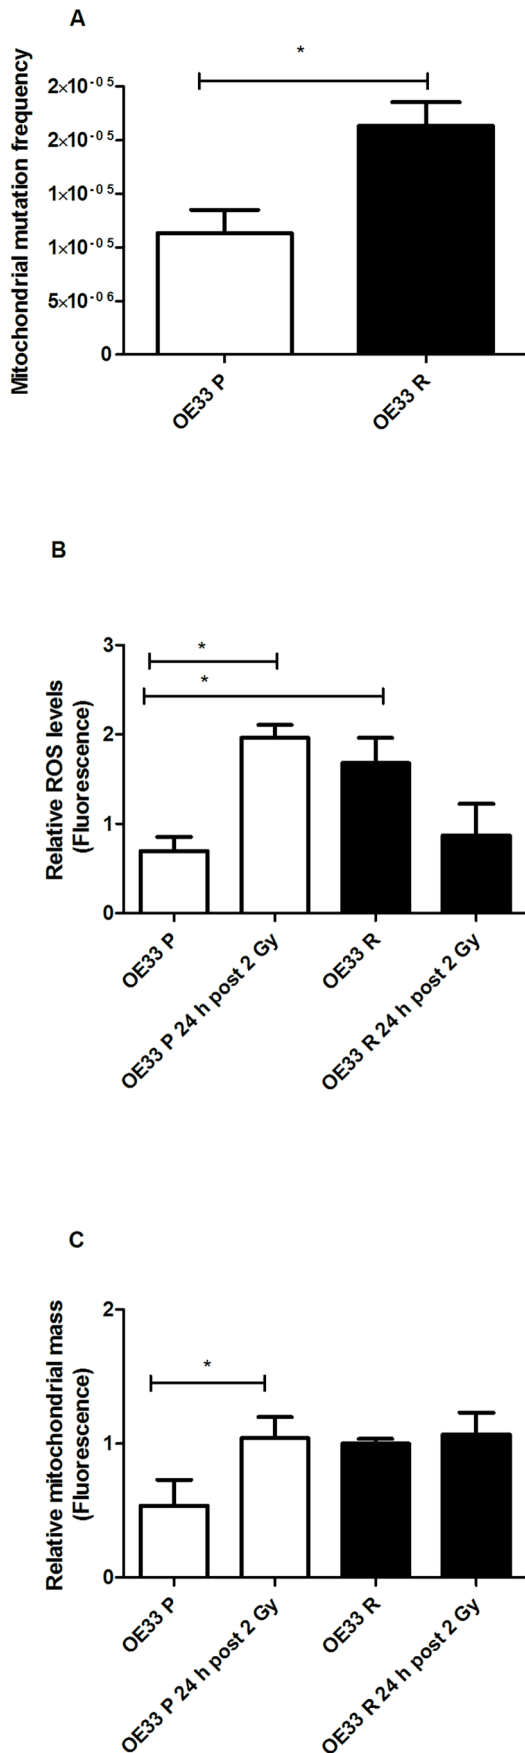 A
*
Mitochondrial mutation frequency
2×10⁻⁰⁵
2×10⁻⁰⁵
1×10⁻⁰⁵
1×10⁻⁰⁵
5×10⁻⁰⁶
0
OE33 P
OE33 R
B
*
*
Relative ROS levels
(Fluorescence)
3
2
1
0
OE33 P
OE33 P 24 h post 2 Gy
OE33 R
OE33 R 24 h post 2 Gy
C
*
Relative mitochondrial mass
(Fluorescence)
2
1
0
OE33 P
OE33 P 24 h post 2 Gy
OE33 R
OE33 R 24 h post 2 Gy